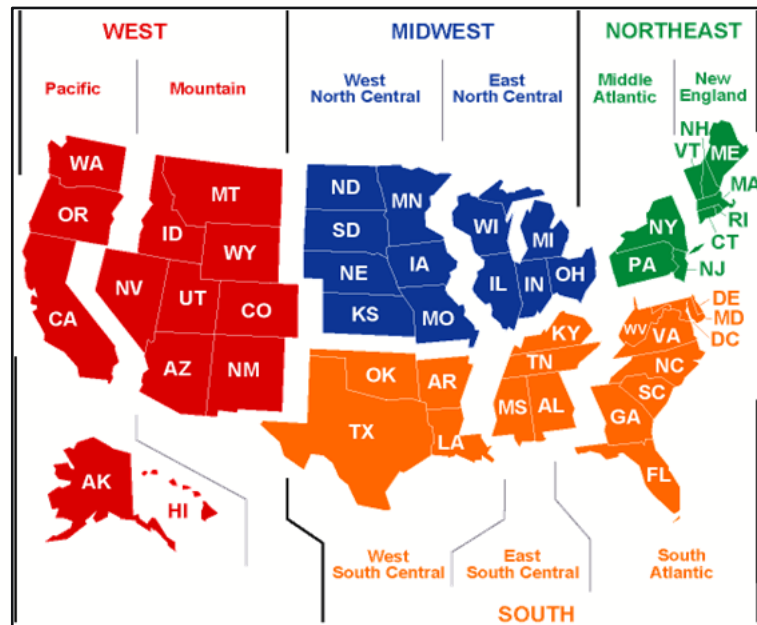 WEST
MIDWEST
NORTHEAST
Pacific
Mountain
West
North Central
East
North Central
Middle
Atlantic
New
England
WA
OR
CA
NV
ID
MT
WY
UT
CO
AZ
NM
AK
HI
ND
SD
NE
KS
MN
IA
MO
WI
MI
IL
IN
OH
NH
VT
ME
MA
RI
CT
NY
PA
NJ
DE
MD
DC
WV
VA
NC
SC
GA
FL
KY
TN
MS
AL
OK
AR
TX
LA
West
South Central
East
South Central
South
Atlantic
SOUTH